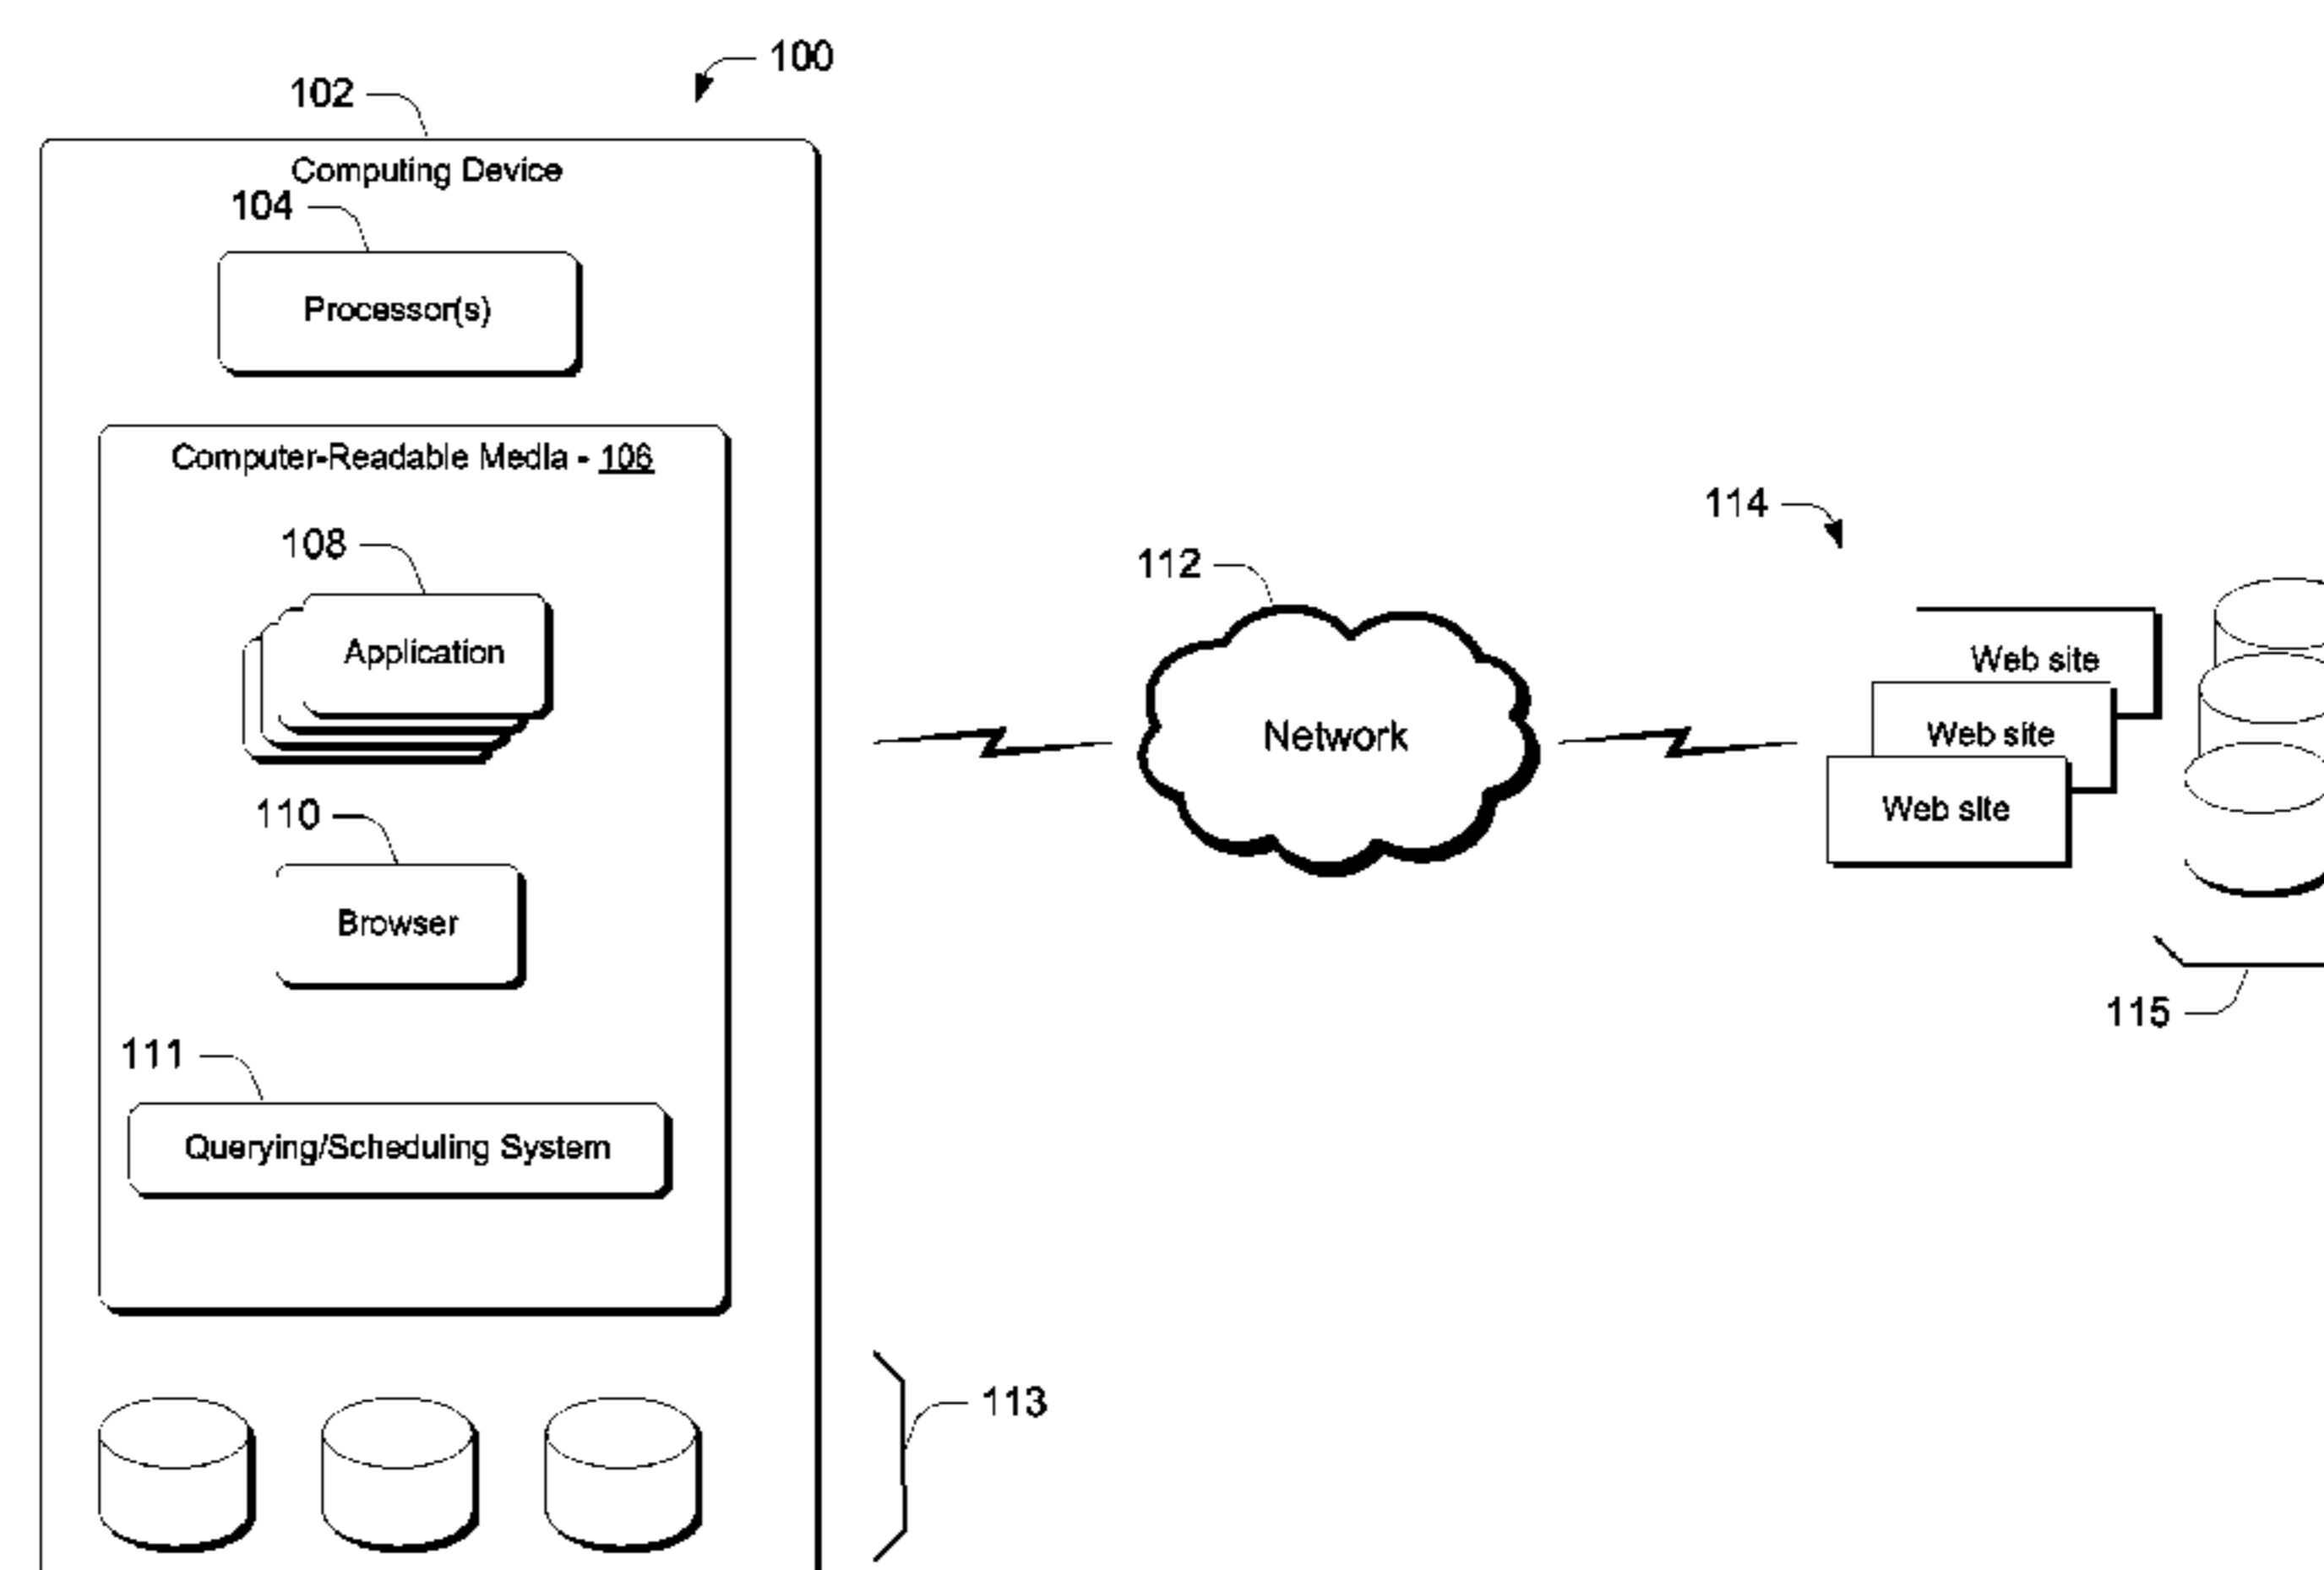 100
102
Computing Device
104
Processor(s)
Computer-Readable Media - 106
108
Application
110
Browser
111
Querying/Scheduling System
112
Network
114
Web site
Web site
Web site
115
113